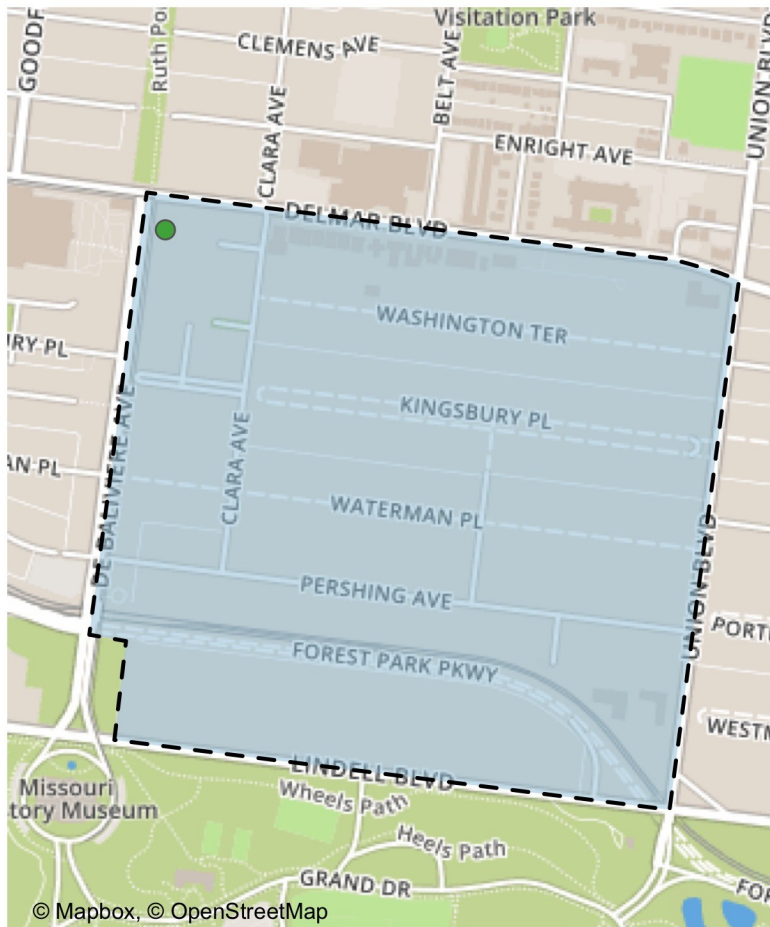 Visitation Park
GOODF
Ruth Po
CLEMENS AVE
BELT AVE
UNION BLVD
CLARA AVE
ENRIGHT AVE
DELMAR BLVD
WASHINGTON TER
URY PL
KINGSBURY PL
DE BALIVIERE AVE
CLARA AVE
AN PL
WATERMAN PL
UNION BLVD
PERSHING AVE
PORT
FOREST PARK PKWY
WESTM
LINDELL BLVD
Missouri
tory Museum
Wheels Path
Heels Path
GRAND DR
FOR
© Mapbox, © OpenStreetMap